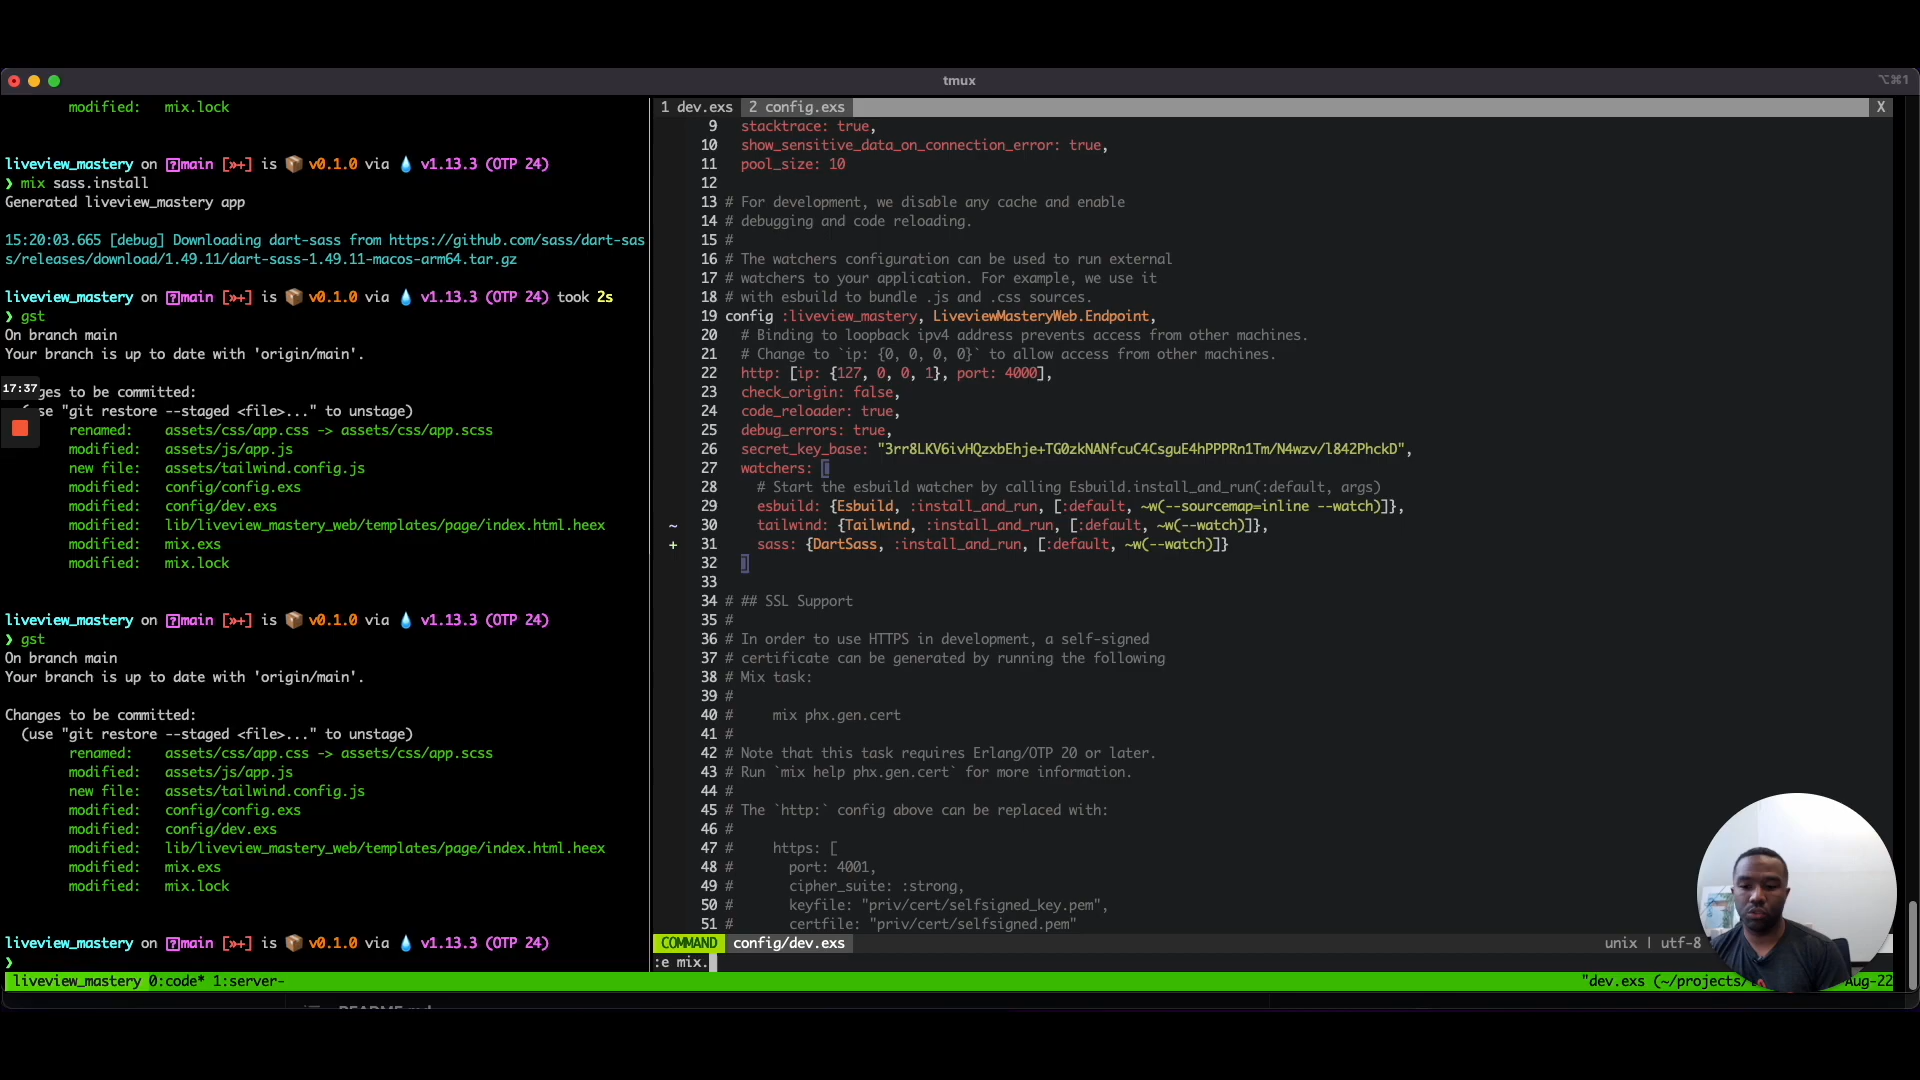 tmux
⌥⌘1
modified: mix.lock
liveview_mastery on main [»+] is 📦 v0.1.0 via 💧 v1.13.3 (OTP 24)
❯ mix sass.install
Generated liveview_mastery app
15:20:03.665 [debug] Downloading dart-sass from https://github.com/sass/dart-sas
s/releases/download/1.49.11/dart-sass-1.49.11-macos-arm64.tar.gz
liveview_mastery on main [»+] is 📦 v0.1.0 via 💧 v1.13.3 (OTP 24) took 2s
❯ gst
On branch main
Your branch is up to date with 'origin/main'.
17:37
ges to be committed:
se "git restore --staged <file>..." to unstage)
renamed: assets/css/app.css -> assets/css/app.scss
modified: assets/js/app.js
new file: assets/tailwind.config.js
modified: config/config.exs
modified: config/dev.exs
modified: lib/liveview_mastery_web/templates/page/index.html.heex
modified: mix.exs
modified: mix.lock
liveview_mastery on main [»+] is 📦 v0.1.0 via 💧 v1.13.3 (OTP 24)
❯ gst
On branch main
Your branch is up to date with 'origin/main'.
Changes to be committed:
(use "git restore --staged <file>..." to unstage)
renamed: assets/css/app.css -> assets/css/app.scss
modified: assets/js/app.js
new file: assets/tailwind.config.js
modified: config/config.exs
modified: config/dev.exs
modified: lib/liveview_mastery_web/templates/page/index.html.heex
modified: mix.exs
modified: mix.lock
liveview_mastery on main [»+] is 📦 v0.1.0 via 💧 v1.13.3 (OTP 24)
❯
1 dev.exs 2 config.exs X
9 stacktrace: true,
10 show_sensitive_data_on_connection_error: true,
11 pool_size: 10
12
13 # For development, we disable any cache and enable
14 # debugging and code reloading.
15 #
16 # The watchers configuration can be used to run external
17 # watchers to your application. For example, we use it
18 # with esbuild to bundle .js and .css sources.
19 config :liveview_mastery, LiveviewMasteryWeb.Endpoint,
20 # Binding to loopback ipv4 address prevents access from other machines.
21 # Change to `ip: {0, 0, 0, 0}` to allow access from other machines.
22 http: [ip: {127, 0, 0, 1}, port: 4000],
23 check_origin: false,
24 code_reloader: true,
25 debug_errors: true,
26 secret_key_base: "3rr8LKV6ivHQzxbEhje+TG0zkNANfcuC4CsguE4hPPPRn1Tm/N4wzv/l842PhckD",
27 watchers: [
28 # Start the esbuild watcher by calling Esbuild.install_and_run(:default, args)
29 esbuild: {Esbuild, :install_and_run, [:default, ~w(--sourcemap=inline --watch)]},
~ 30 tailwind: {Tailwind, :install_and_run, [:default, ~w(--watch)]},
+ 31 sass: {DartSass, :install_and_run, [:default, ~w(--watch)]}
32 ]
33
34 # ## SSL Support
35 #
36 # In order to use HTTPS in development, a self-signed
37 # certificate can be generated by running the following
38 # Mix task:
39 #
40 # mix phx.gen.cert
41 #
42 # Note that this task requires Erlang/OTP 20 or later.
43 # Run `mix help phx.gen.cert` for more information.
44 #
45 # The `http:` config above can be replaced with:
46 #
47 # https: [
48 # port: 4001,
49 # cipher_suite: :strong,
50 # keyfile: "priv/cert/selfsigned_key.pem",
51 # certfile: "priv/cert/selfsigned.pem"
COMMAND config/dev.exs unix | utf-8
:e mix.
liveview_mastery 0:code* 1:server- "dev.exs (~/projects/ Aug-22